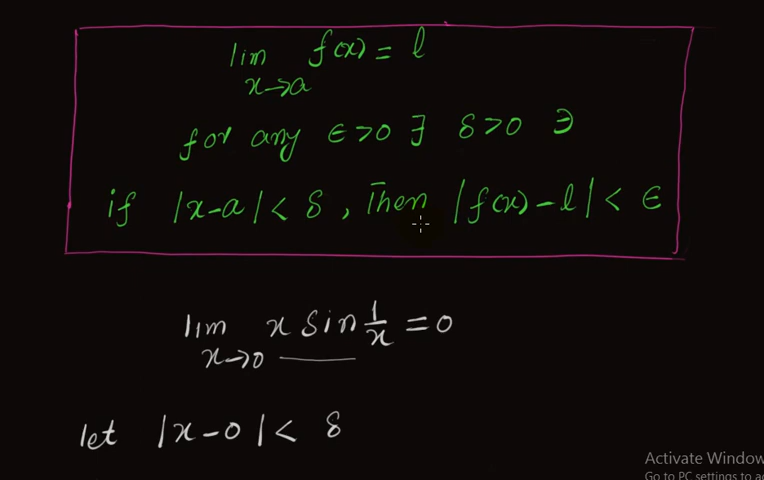 lim f(x) = l
x→a
for any ϵ>0 ∃ δ>0 ∋
if |x-a| < δ, Then |f(x) - l| < ϵ
lim x sin 1/x = 0
x→0
let |x-0| < δ
Activate Window
Go to PC settings to a